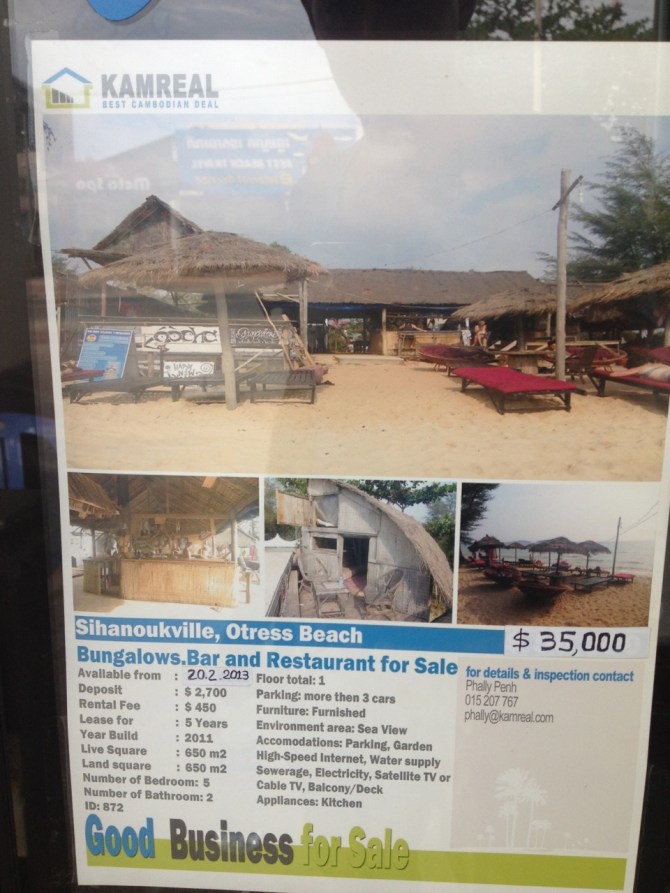 KAMREAL
BEST CAMBODIAN DEAL
Sihanoukville, Otress Beach
$ 35,000
Bungalows.Bar and Restaurant for Sale
Available from : 20.2.2013
Deposit : $ 2,700
Rental Fee : $ 450
Lease for : 5 Years
Year Build : 2011
Live Square : 650 m2
Land square : 650 m2
Number of Bedroom: 5
Number of Bathroom: 2
ID: 872
Floor total: 1
Parking: more then 3 cars
Furniture: Furnished
Environment area: Sea View
Accomodations: Parking, Garden
High-Speed Internet, Water supply
Sewerage, Electricity, Satellite TV or
Cable TV, Balcony/Deck
Appliances: Kitchen
for details & inspection contact
Phally Penh
015 207 767
phally@kamreal.com
Good Business for Sale